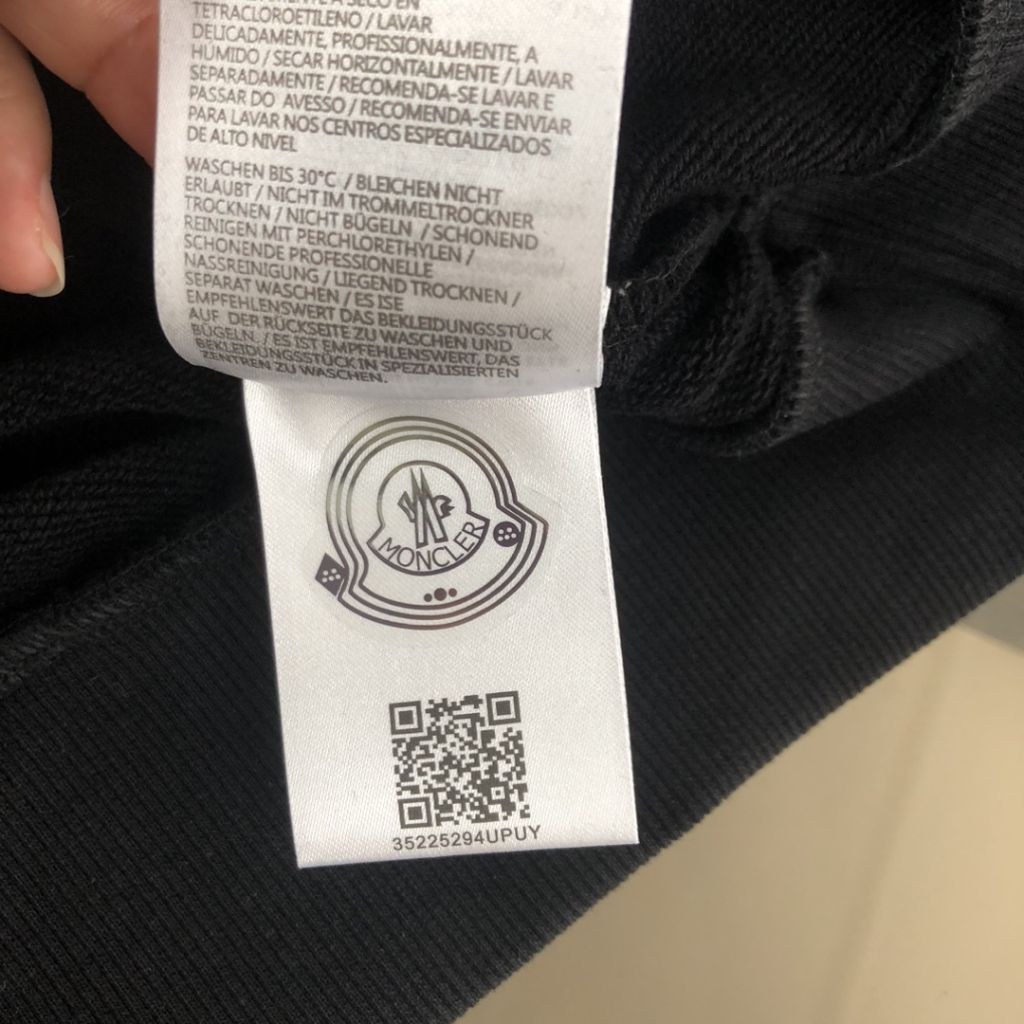 A SECO EM
TETRACLOROETILENO / LAVAR
DELICADAMENTE, PROFISSIONALMENTE, A
HÚMIDO / SECAR HORIZONTALMENTE / LAVAR
SEPARADAMENTE / RECOMENDA-SE LAVAR E
PASSAR DO AVESSO / RECOMENDA-SE ENVIAR
PARA LAVAR NOS CENTROS ESPECIALIZADOS
DE ALTO NIVEL
WASCHEN BIS 30°C / BLEICHEN NICHT
ERLAUBT / NICHT IM TROMMELTROCKNER
TROCKNEN / NICHT BÜGELN / SCHONEND
REINIGEN MIT PERCHLORETHYLEN /
SCHONENDE PROFESSIONELLE
NASSREINIGUNG / LIEGEND TROCKNEN /
SEPARAT WASCHEN / ES ISE
EMPFEHLENSWERT DAS BEKLEIDUNGSSTÜCK
AUF DER RÜCKSEITE ZU WASCHEN UND
BÜGELN. / ES IST EMPFEHLENSWERT, DAS
BEKLEIDUNGSSTÜCK IN SPEZIALISIERTEN
ZENTREN ZU WASCHEN.
MONCLER
35225294UPUY